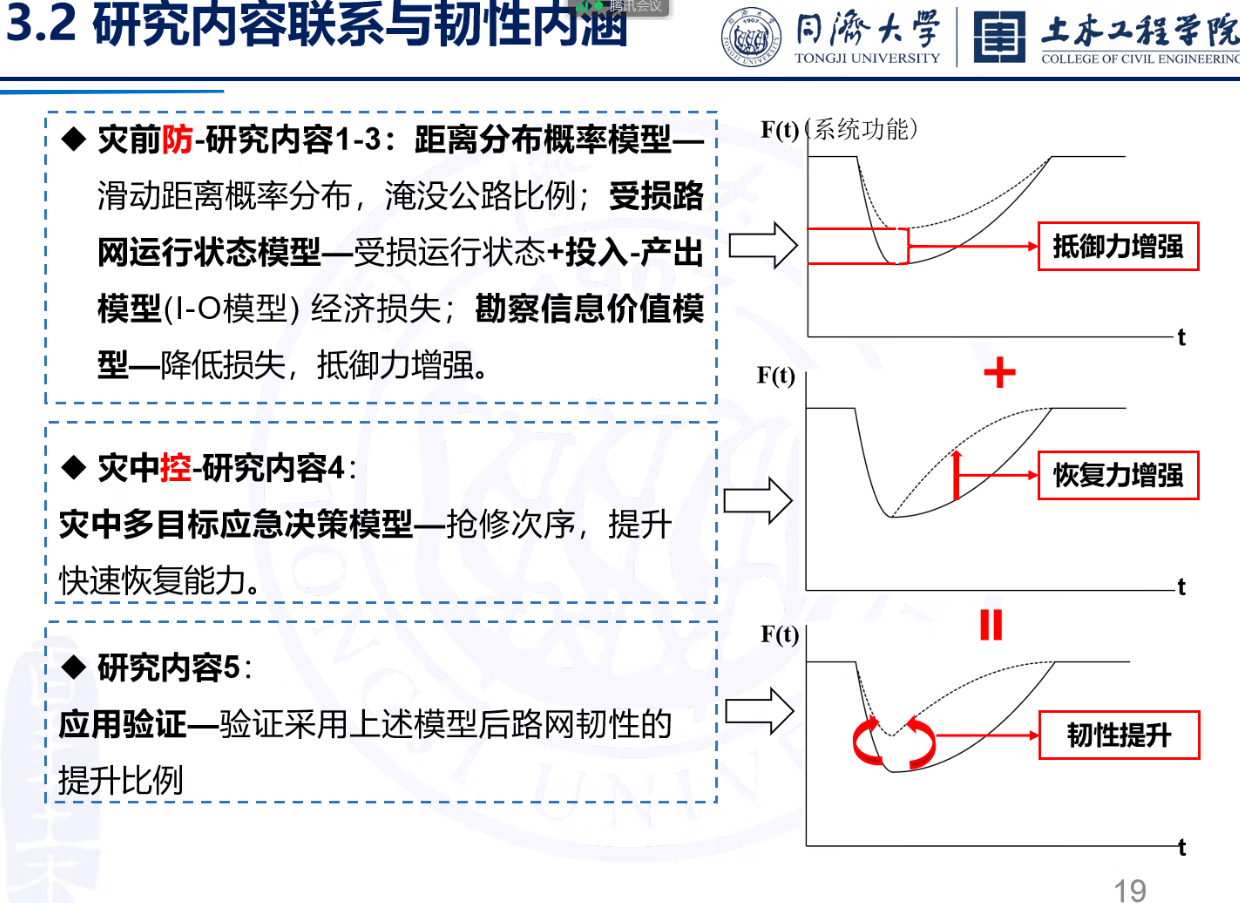 3.2 研究内容联系与韧性内涵
腾讯会议
同濟大學
TONGJI UNIVERSITY
土木工程学院
COLLEGE OF CIVIL ENGINEERING
◆ 灾前防-研究内容1-3：距离分布概率模型—
滑动距离概率分布，淹没公路比例；受损路
网运行状态模型—受损运行状态+投入-产出
模型(I-O模型) 经济损失；勘察信息价值模
型—降低损失，抵御力增强。
F(t)(系统功能)
抵御力增强
t
+
◆ 灾中控-研究内容4：
灾中多目标应急决策模型—抢修次序，提升
快速恢复能力。
F(t)
恢复力增强
t
=
◆ 研究内容5：
应用验证—验证采用上述模型后路网韧性的
提升比例
F(t)
韧性提升
t
19